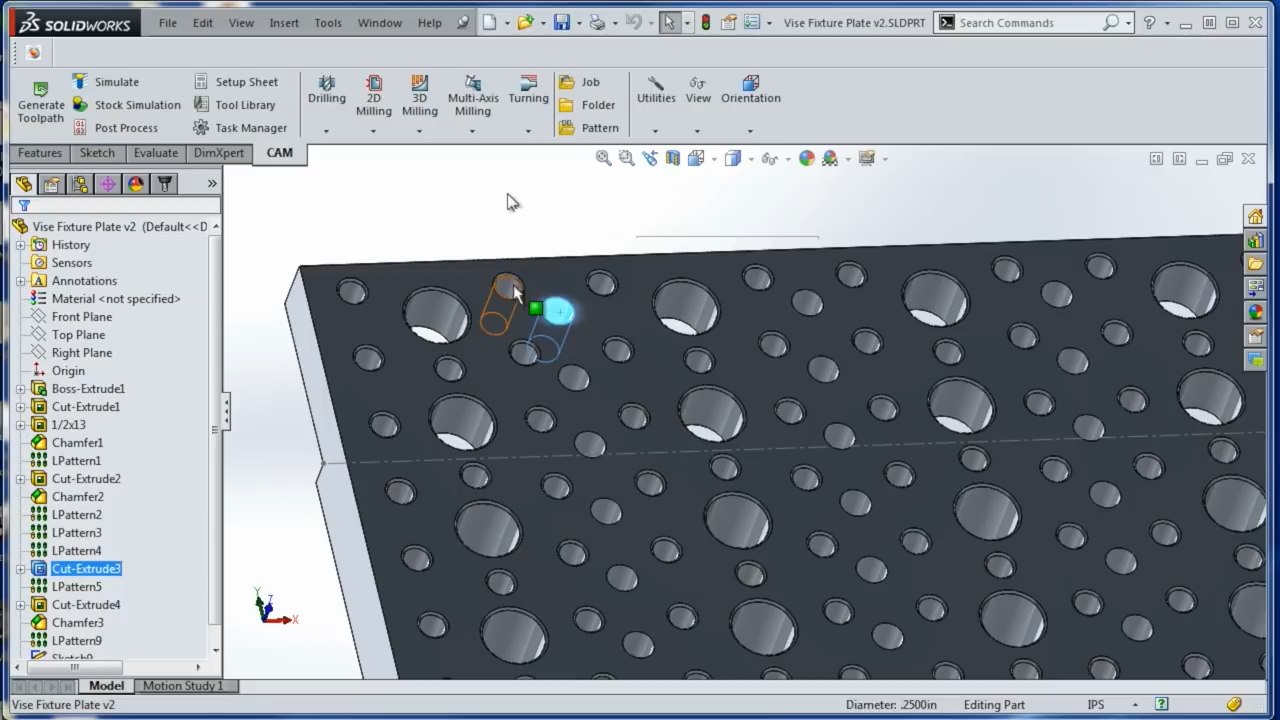 SOLIDWORKS File Edit View Insert Tools Window Help Vise Fixture Plate v2.SLDPRT Search Commands
Generate Toolpath
Simulate
Stock Simulation
Post Process
Setup Sheet
Tool Library
Task Manager
Drilling
2D Milling
3D Milling
Multi-Axis Milling
Turning
Job
Folder
Pattern
Utilities
View
Orientation
Features Sketch Evaluate DimXpert CAM
Vise Fixture Plate v2 (Default<<D
History
Sensors
Annotations
Material <not specified>
Front Plane
Top Plane
Right Plane
Origin
Boss-Extrude1
Cut-Extrude1
1/2x13
Chamfer1
LPattern1
Cut-Extrude2
Chamfer2
LPattern2
LPattern3
LPattern4
Cut-Extrude3
LPattern5
Cut-Extrude4
Chamfer3
LPattern9
Sketch9
Y Z X
Model Motion Study 1
Vise Fixture Plate v2 Diameter: .2500in Editing Part IPS